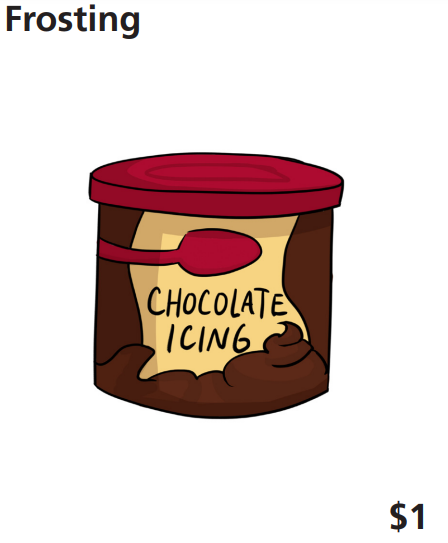 Frosting
CHOCOLATE
ICING
$1